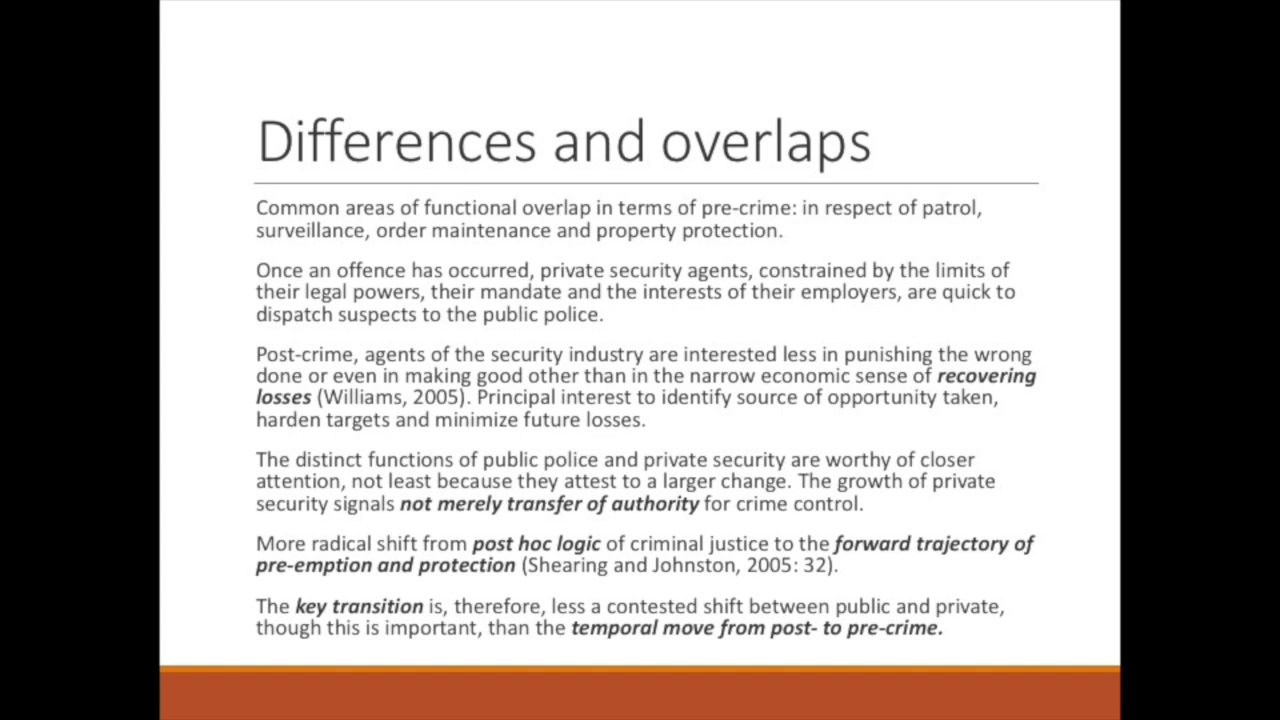 Differences and overlaps
Common areas of functional overlap in terms of pre-crime: in respect of patrol,
surveillance, order maintenance and property protection.
Once an offence has occurred, private security agents, constrained by the limits of
their legal powers, their mandate and the interests of their employers, are quick to
dispatch suspects to the public police.
Post-crime, agents of the security industry are interested less in punishing the wrong
done or even in making good other than in the narrow economic sense of recovering
losses (Williams, 2005). Principal interest to identify source of opportunity taken,
harden targets and minimize future losses.
The distinct functions of public police and private security are worthy of closer
attention, not least because they attest to a larger change. The growth of private
security signals not merely transfer of authority for crime control.
More radical shift from post hoc logic of criminal justice to the forward trajectory of
pre-emption and protection (Shearing and Johnston, 2005: 32).
The key transition is, therefore, less a contested shift between public and private,
though this is important, than the temporal move from post- to pre-crime.